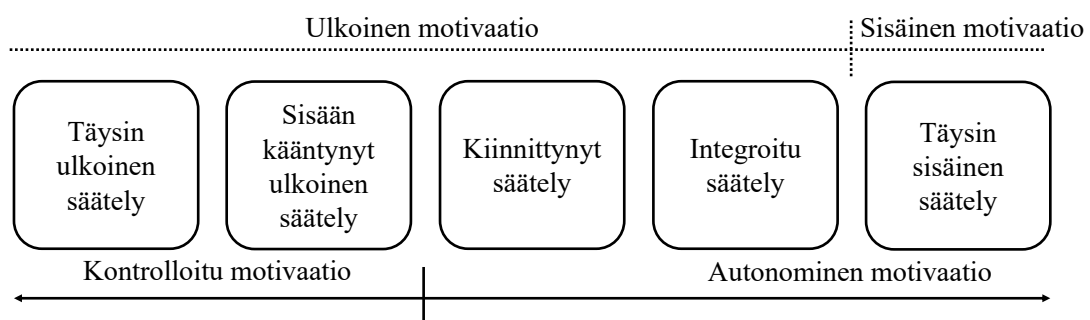 Ulkoinen motivaatio
Sisäinen motivaatio
Täysin
ulkoinen
säätely
Sisään
kääntynyt
ulkoinen
säätely
Kiinnittynyt
säätely
Integroitu
säätely
Täysin
sisäinen
säätely
Kontrolloitu motivaatio
Autonominen motivaatio